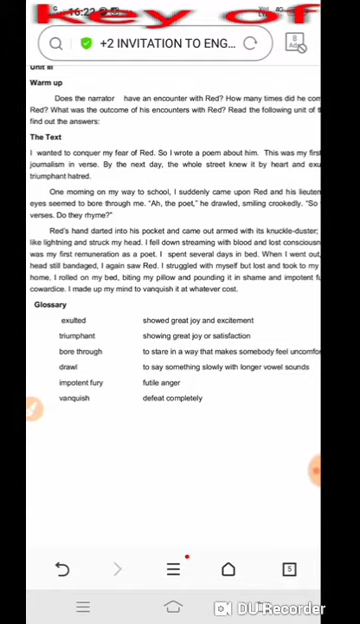 key of
16:22
+2 INVITATION TO ENG...
8
Unit III
Warm up
Does the narrator have an encounter with Red? How many times did he con
Red? What was the outcome of his encounters with Red? Read the following unit of t
find out the answers:
The Text
I wanted to conquer my fear of Red. So I wrote a poem about him. This was my first
journalism in verse. By the next day, the whole street knew it by heart and exu
triumphant hatred.
One morning on my way to school, I suddenly came upon Red and his lieuten
eyes seemed to bore through me. "Ah, the poet," he drawled, smiling crookedly. "So
verses. Do they rhyme?"
Red's hand darted into his pocket and came out armed with its knuckle-duster;
like lightning and struck my head. I fell down streaming with blood and lost consciousn
was my first remuneration as a poet. I spent several days in bed. When I went out,
head still bandaged, I again saw Red. I struggled with myself but lost and took to my
home, I rolled on my bed, biting my pillow and pounding it in shame and impotent fu
cowardice. I made up my mind to vanquish it at whatever cost.
Glossary
exulted showed great joy and excitement
triumphant showing great joy or satisfaction
bore through to stare in a way that makes somebody feel uncomfor
drawl to say something slowly with longer vowel sounds
impotent fury futile anger
vanquish defeat completely
5
DU Recorder